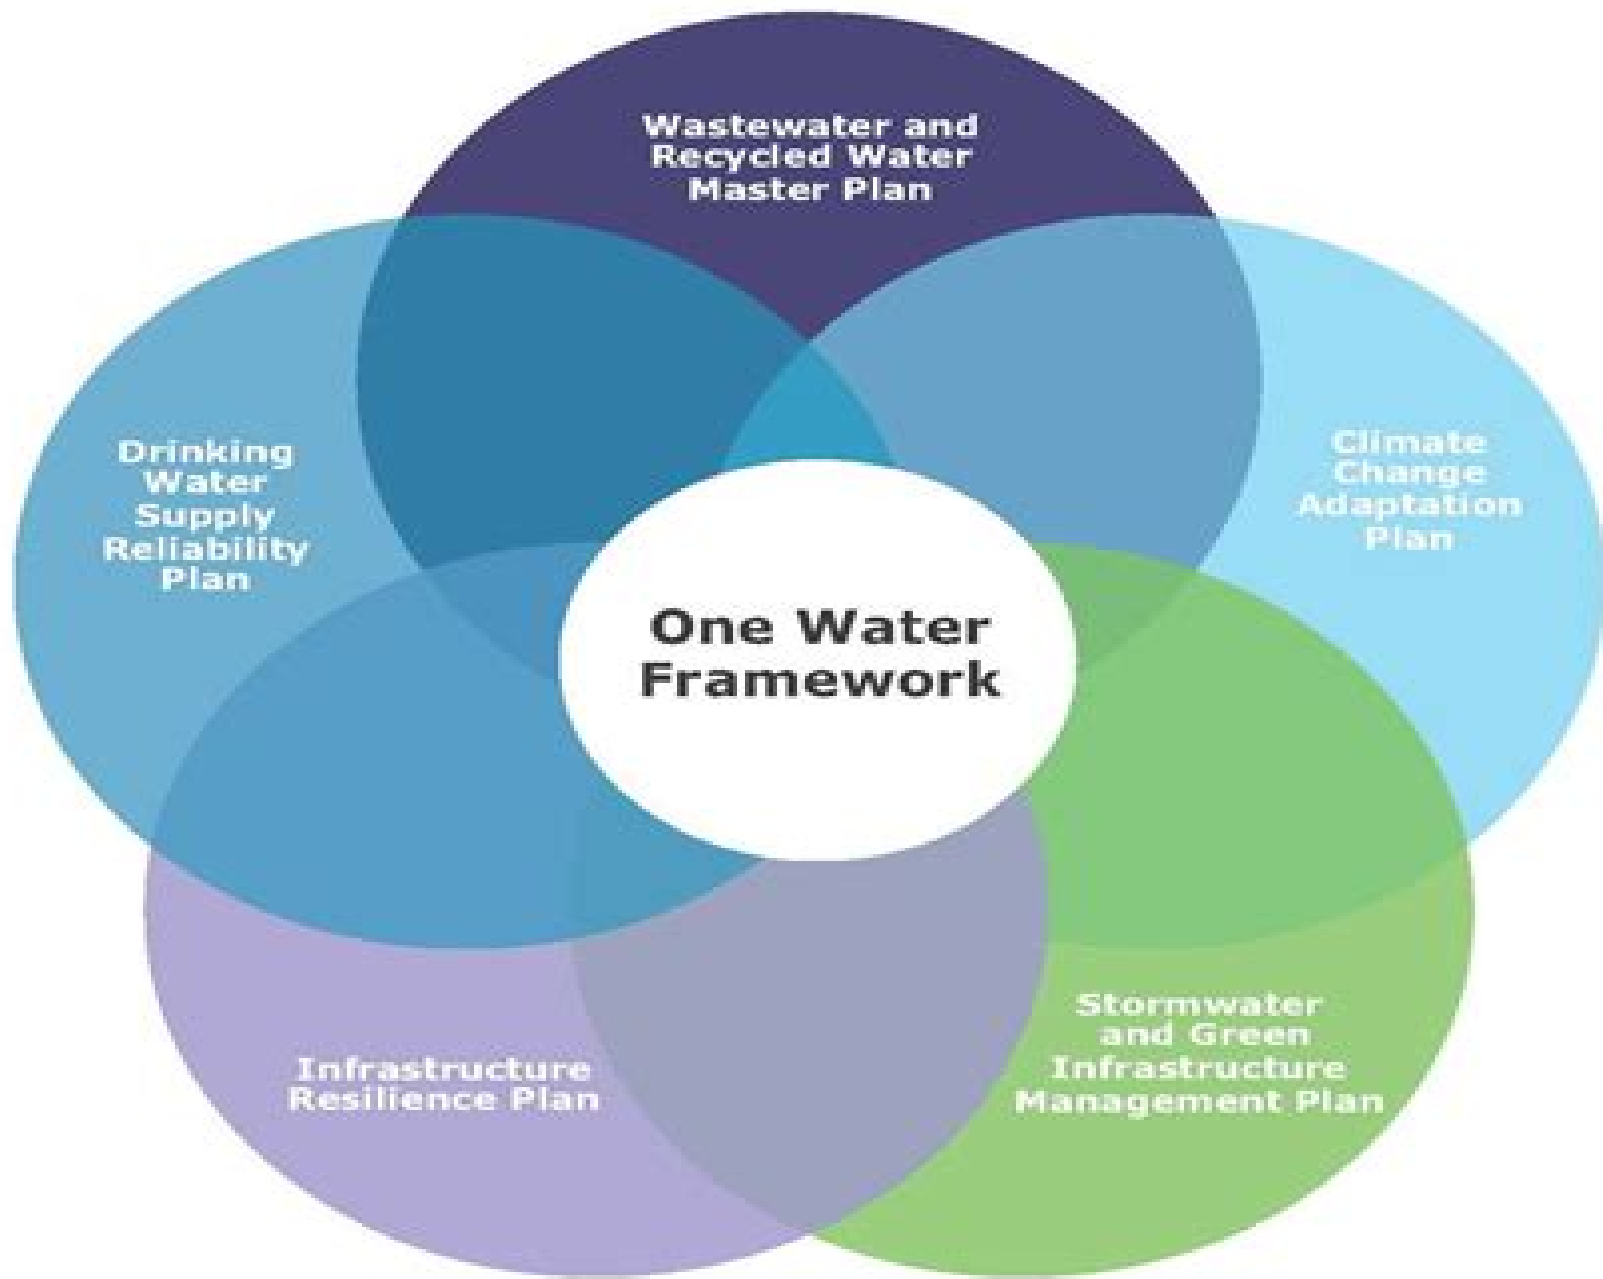 Wastewater and
Recycled Water
Master Plan
Drinking
Water
Supply
Reliability
Plan
Climate
Change
Adaptation
Plan
One Water
Framework
Infrastructure
Resilience Plan
Stormwater
and Green
Infrastructure
Management Plan